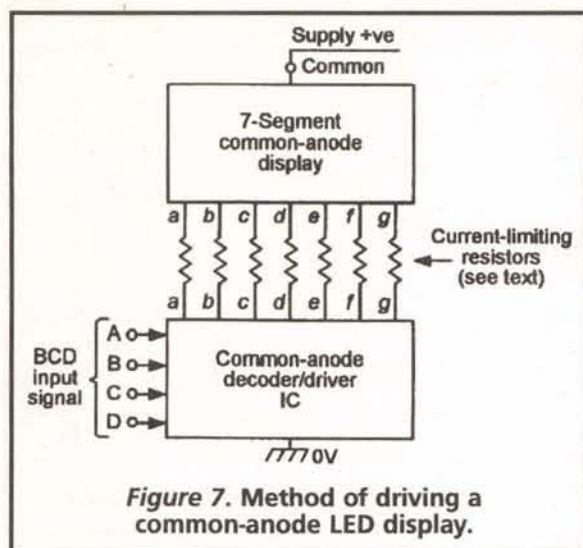 Supply +ve
Common
7-Segment
common-anode
display
a b c d e f g
Current-limiting
resistors
(see text)
a b c d e f g
BCD
input
signal
A
B
C
D
Common-anode
decoder/driver
IC
0V
Figure 7. Method of driving a
common-anode LED display.